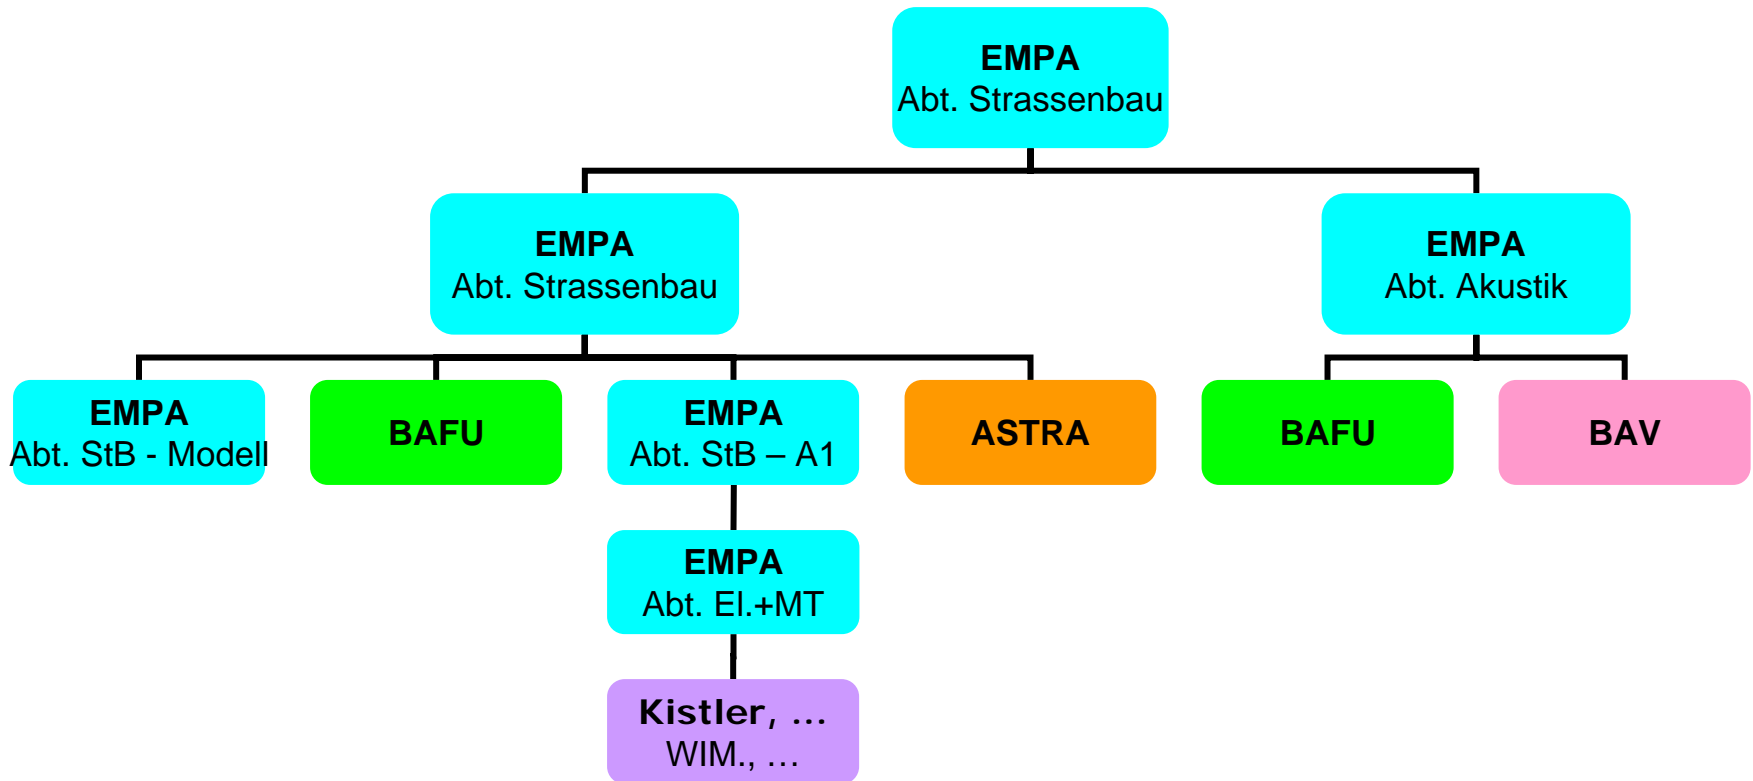 EMPA
Abt. Strassenbau
EMPA
Abt. Strassenbau
EMPA
Abt. Akustik
EMPA
Abt. StB - Modell
BAFU
EMPA
Abt. StB – A1
ASTRA
BAFU
BAV
EMPA
Abt. El.+MT
Kistler, ...
WIM., ...